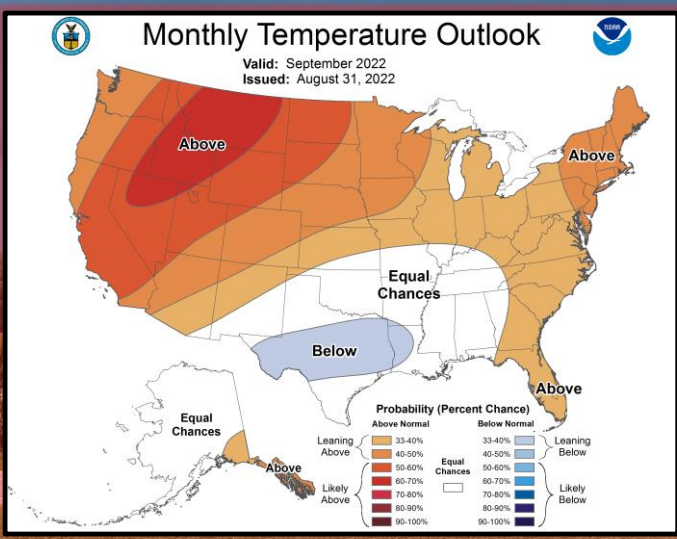 Monthly Temperature Outlook
NOAA
Valid: September 2022
Issued: August 31, 2022
Above
Above
Equal
Chances
Below
Above
Equal
Chances
Above
Probability (Percent Chance)
Above Normal
Below Normal
Leaning
Above
33-40%
40-50%
Likely
Above
50-60%
60-70%
70-80%
80-90%
90-100%
Equal
Chances
33-40%
40-50%
Leaning
Below
50-60%
60-70%
70-80%
80-90%
90-100%
Likely
Below